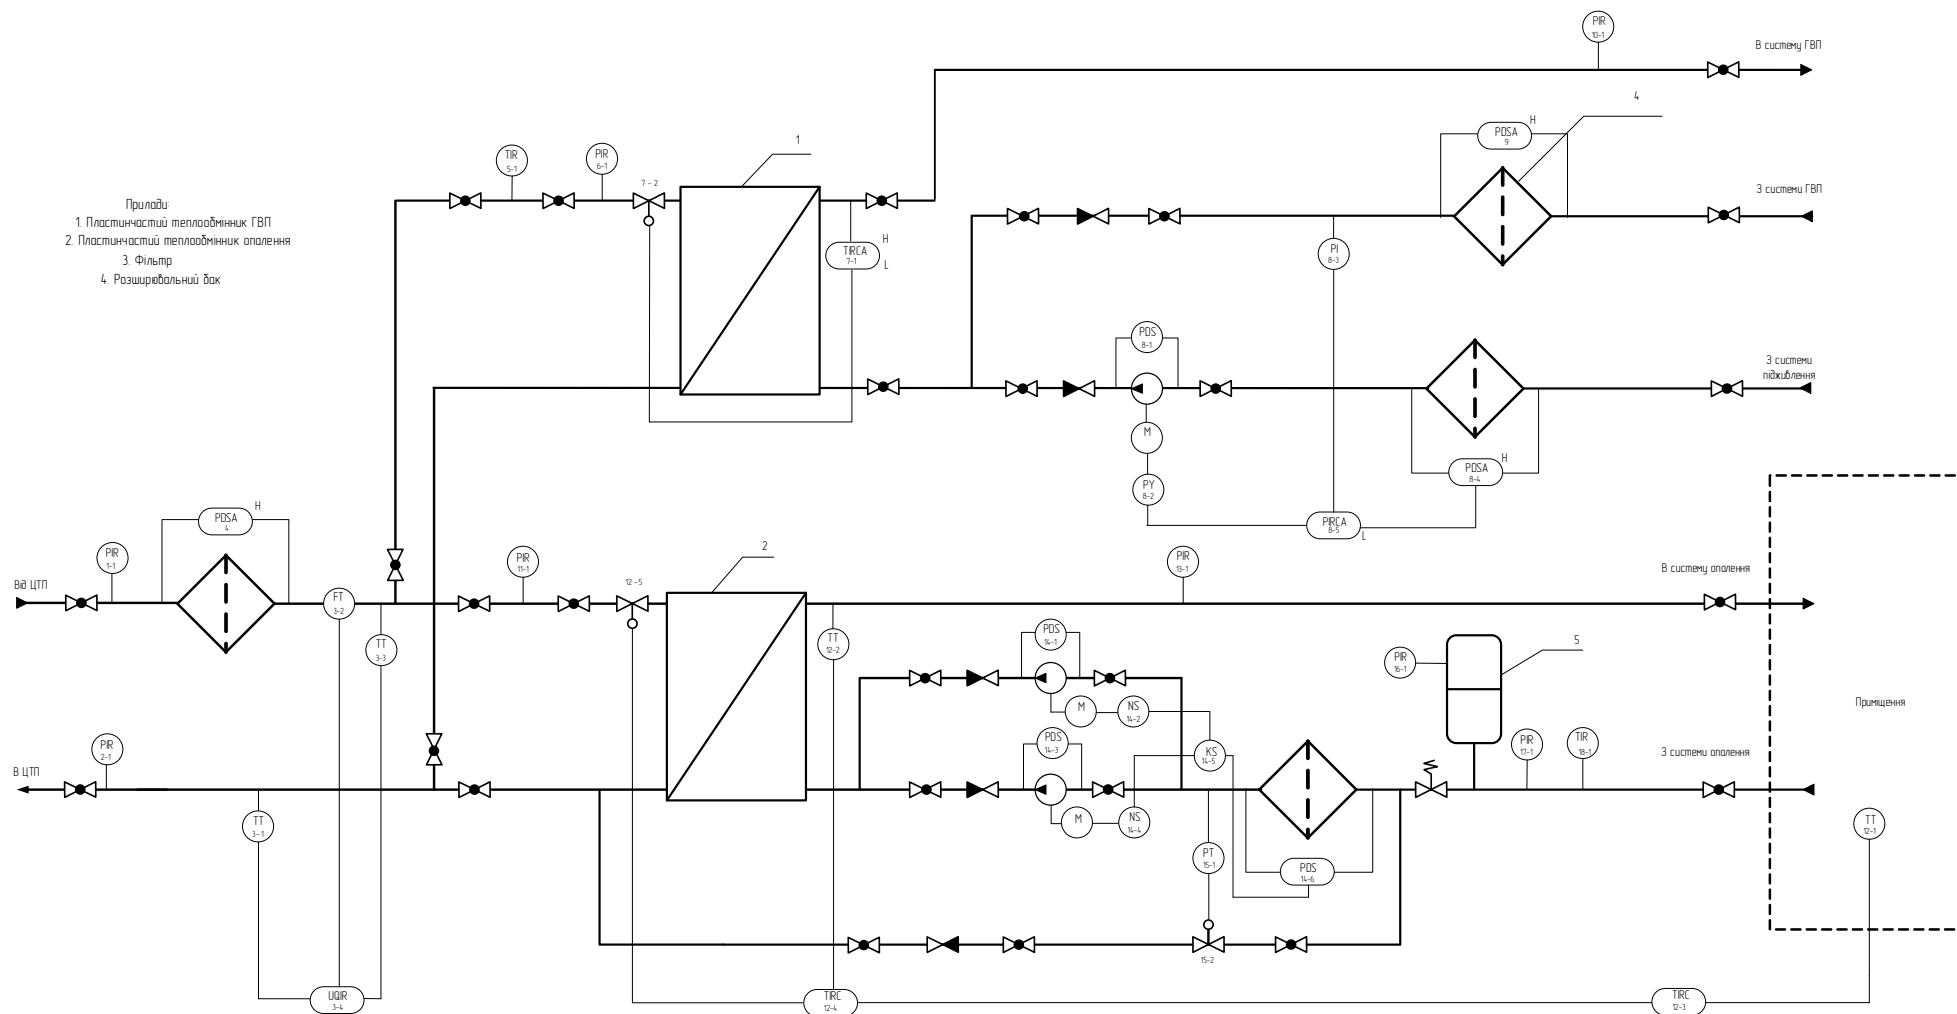 PIR
10-1
В систему ГВП
4
PDSA
9
H
1
TIR
5-1
PIR
6-1
7 - 2
З системи ГВП
Прилади:
1. Пластинчастий теплообмінник ГВП
2. Пластинчастий теплообмінник опалення
3. Фільтр
4. Розширювальний бак
TIRCA
7-1
H
L
PI
8-3
PDS
8-1
З системи
підживлення
M
PDSA
8-4
H
PY
8-2
PIRCA
8-5
L
PDSA
4
H
PIR
1-1
Від ЦТП
FT
3-2
PIR
11-1
12 - 5
2
PIR
13-1
В систему опалення
TT
3-3
TT
12-2
PDS
14-1
PIR
16-1
5
M
NS
14-2
Приміщення
PIR
2-1
В ЦТП
PDS
14-3
KS
14-5
PIR
17-1
TIR
18-1
З системи опалення
TT
3-1
M
NS
14-4
TT
12-1
PT
15-1
PDS
14-6
15-2
UQIR
3-4
TIRC
12-4
TIRC
12-3